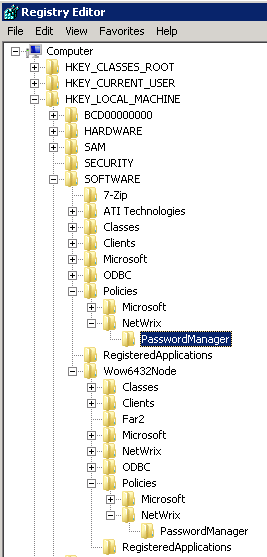 Registry Editor
File Edit View Favorites Help
Computer
HKEY_CLASSES_ROOT
HKEY_CURRENT_USER
HKEY_LOCAL_MACHINE
BCD00000000
HARDWARE
SAM
SECURITY
SOFTWARE
7-Zip
ATI Technologies
Classes
Clients
Microsoft
ODBC
Policies
Microsoft
NetWrix
PasswordManager
RegisteredApplications
Wow6432Node
Classes
Clients
Far2
Microsoft
NetWrix
ODBC
Policies
Microsoft
NetWrix
PasswordManager
RegisteredApplications